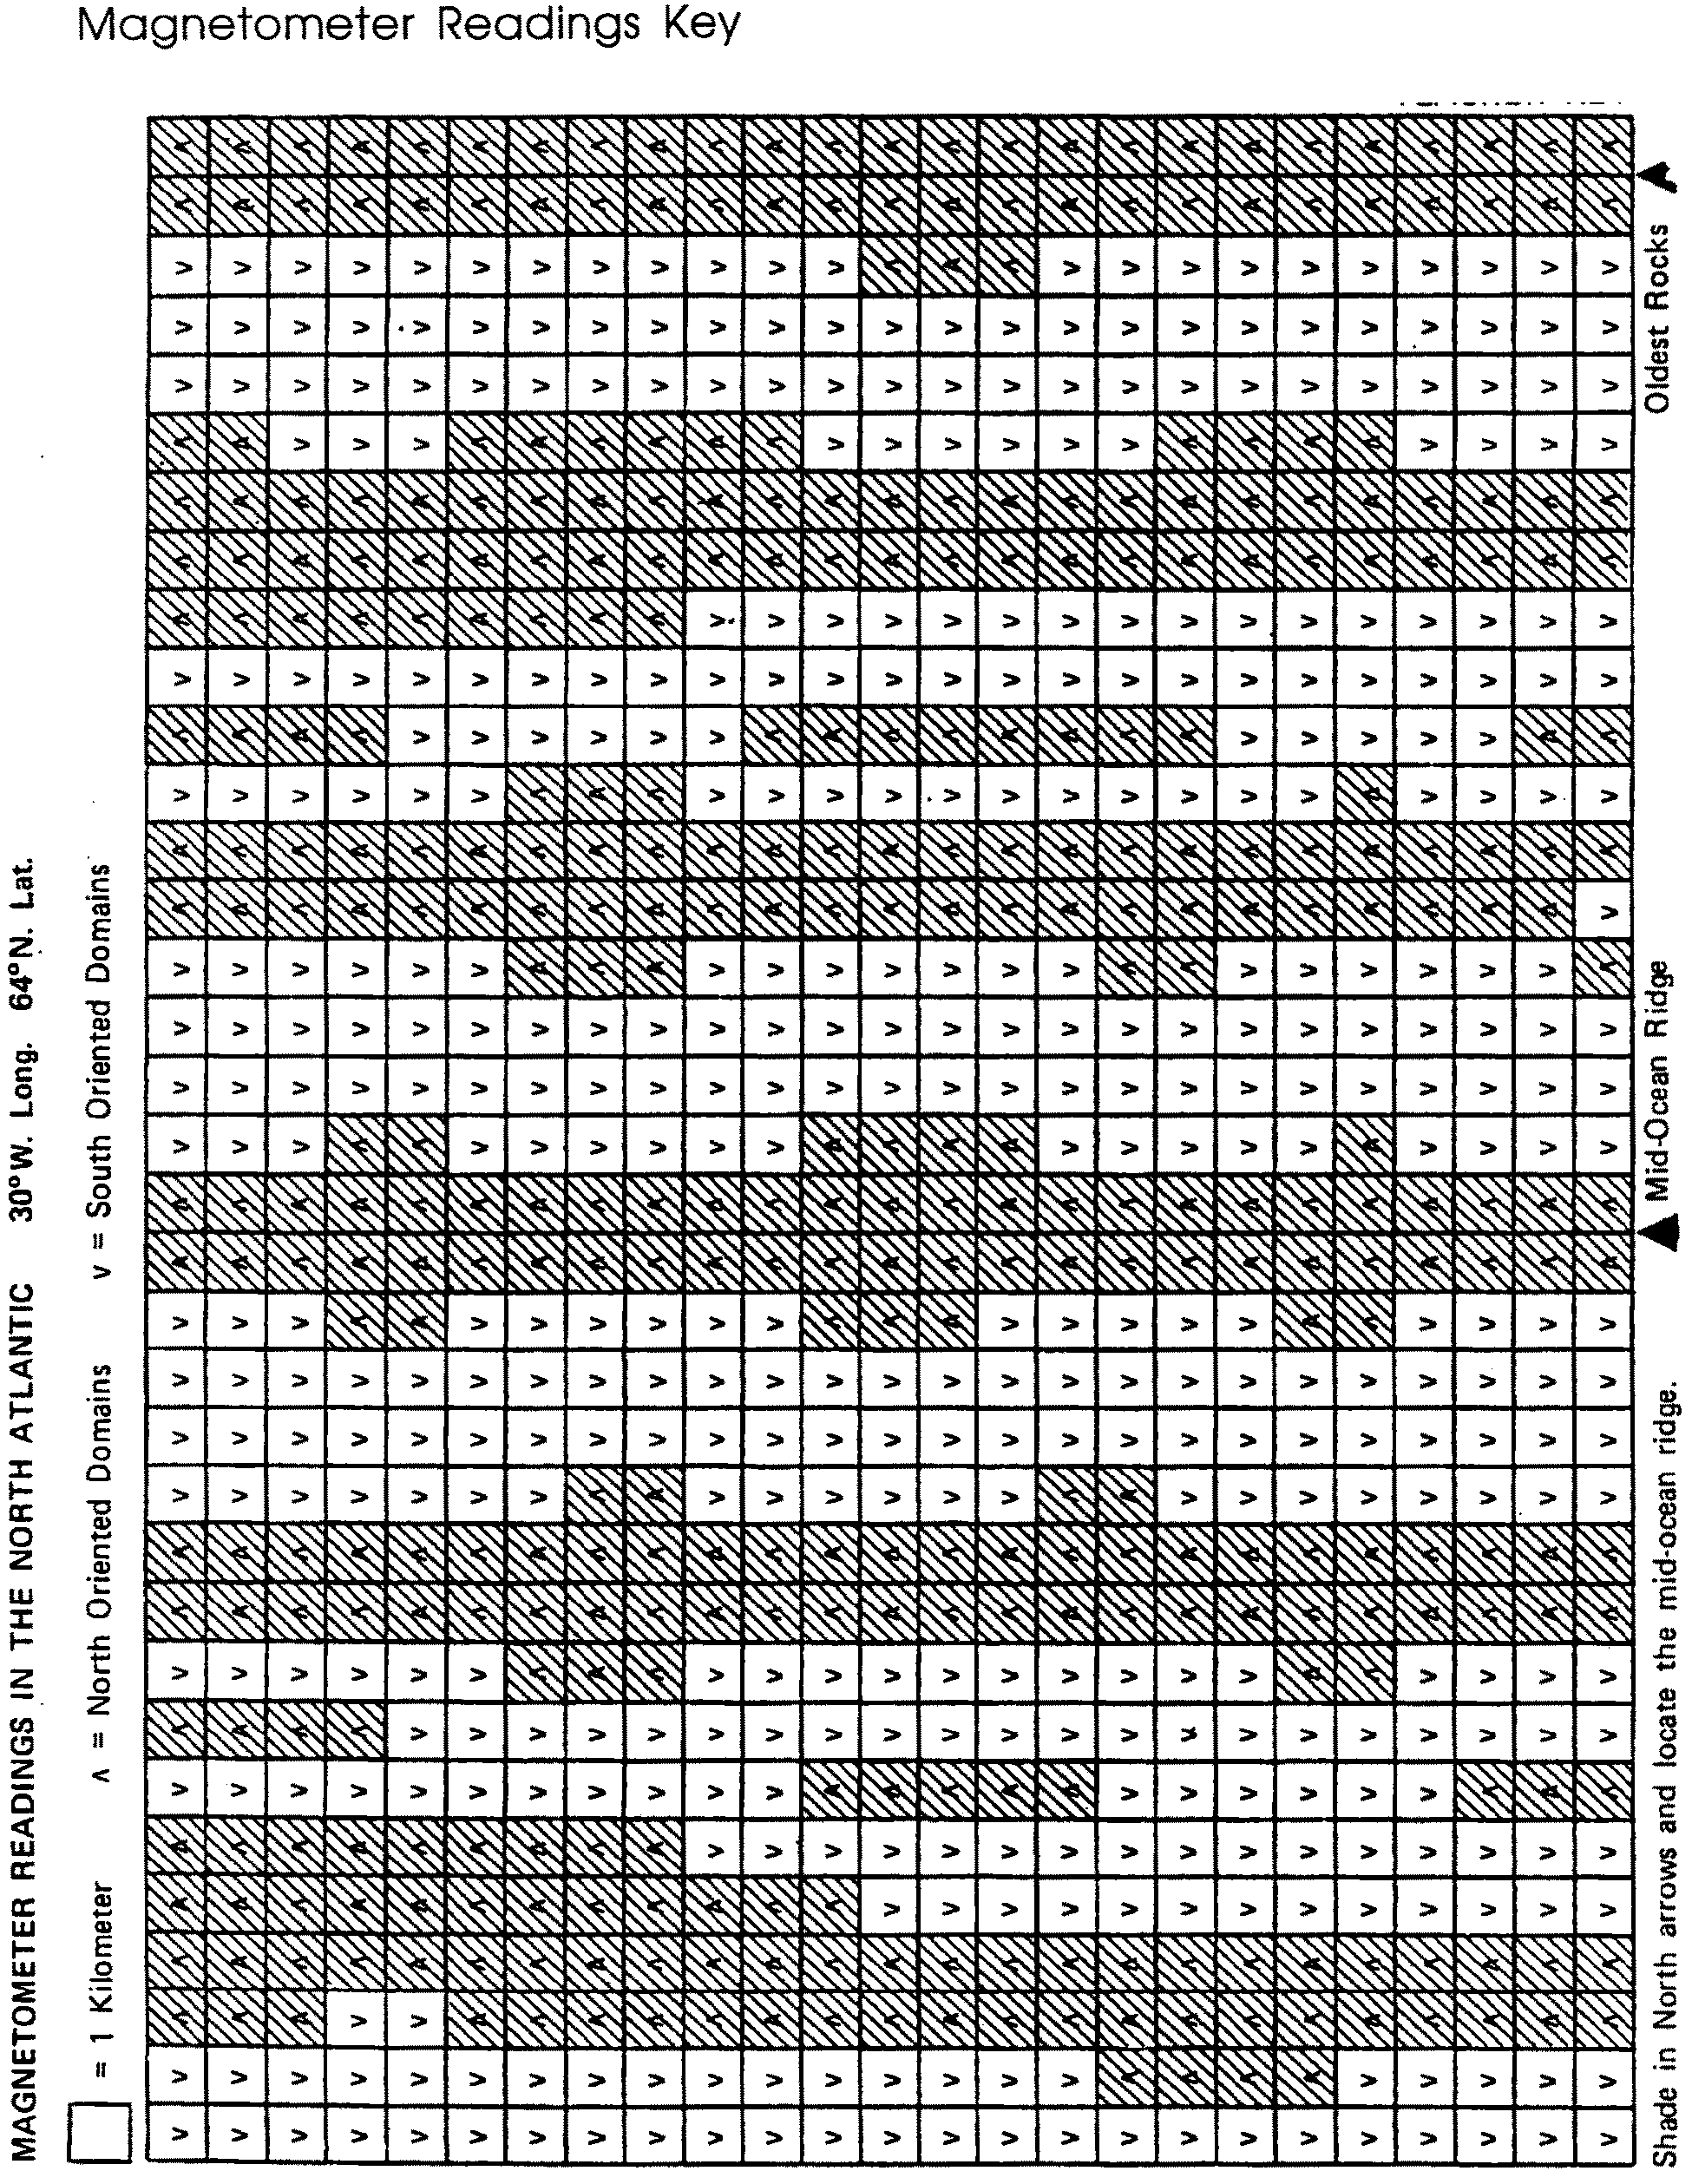 Magnetometer Readings Key
MAGNETOMETER READINGS IN THE NORTH ATLANTIC 30°W. Long. 64°N. Lat.
= 1 Kilometer ∧ = North Oriented Domains v = South Oriented Domains
Mid-Ocean Ridge
Oldest Rocks
Shade in North arrows and locate the mid-ocean ridge.